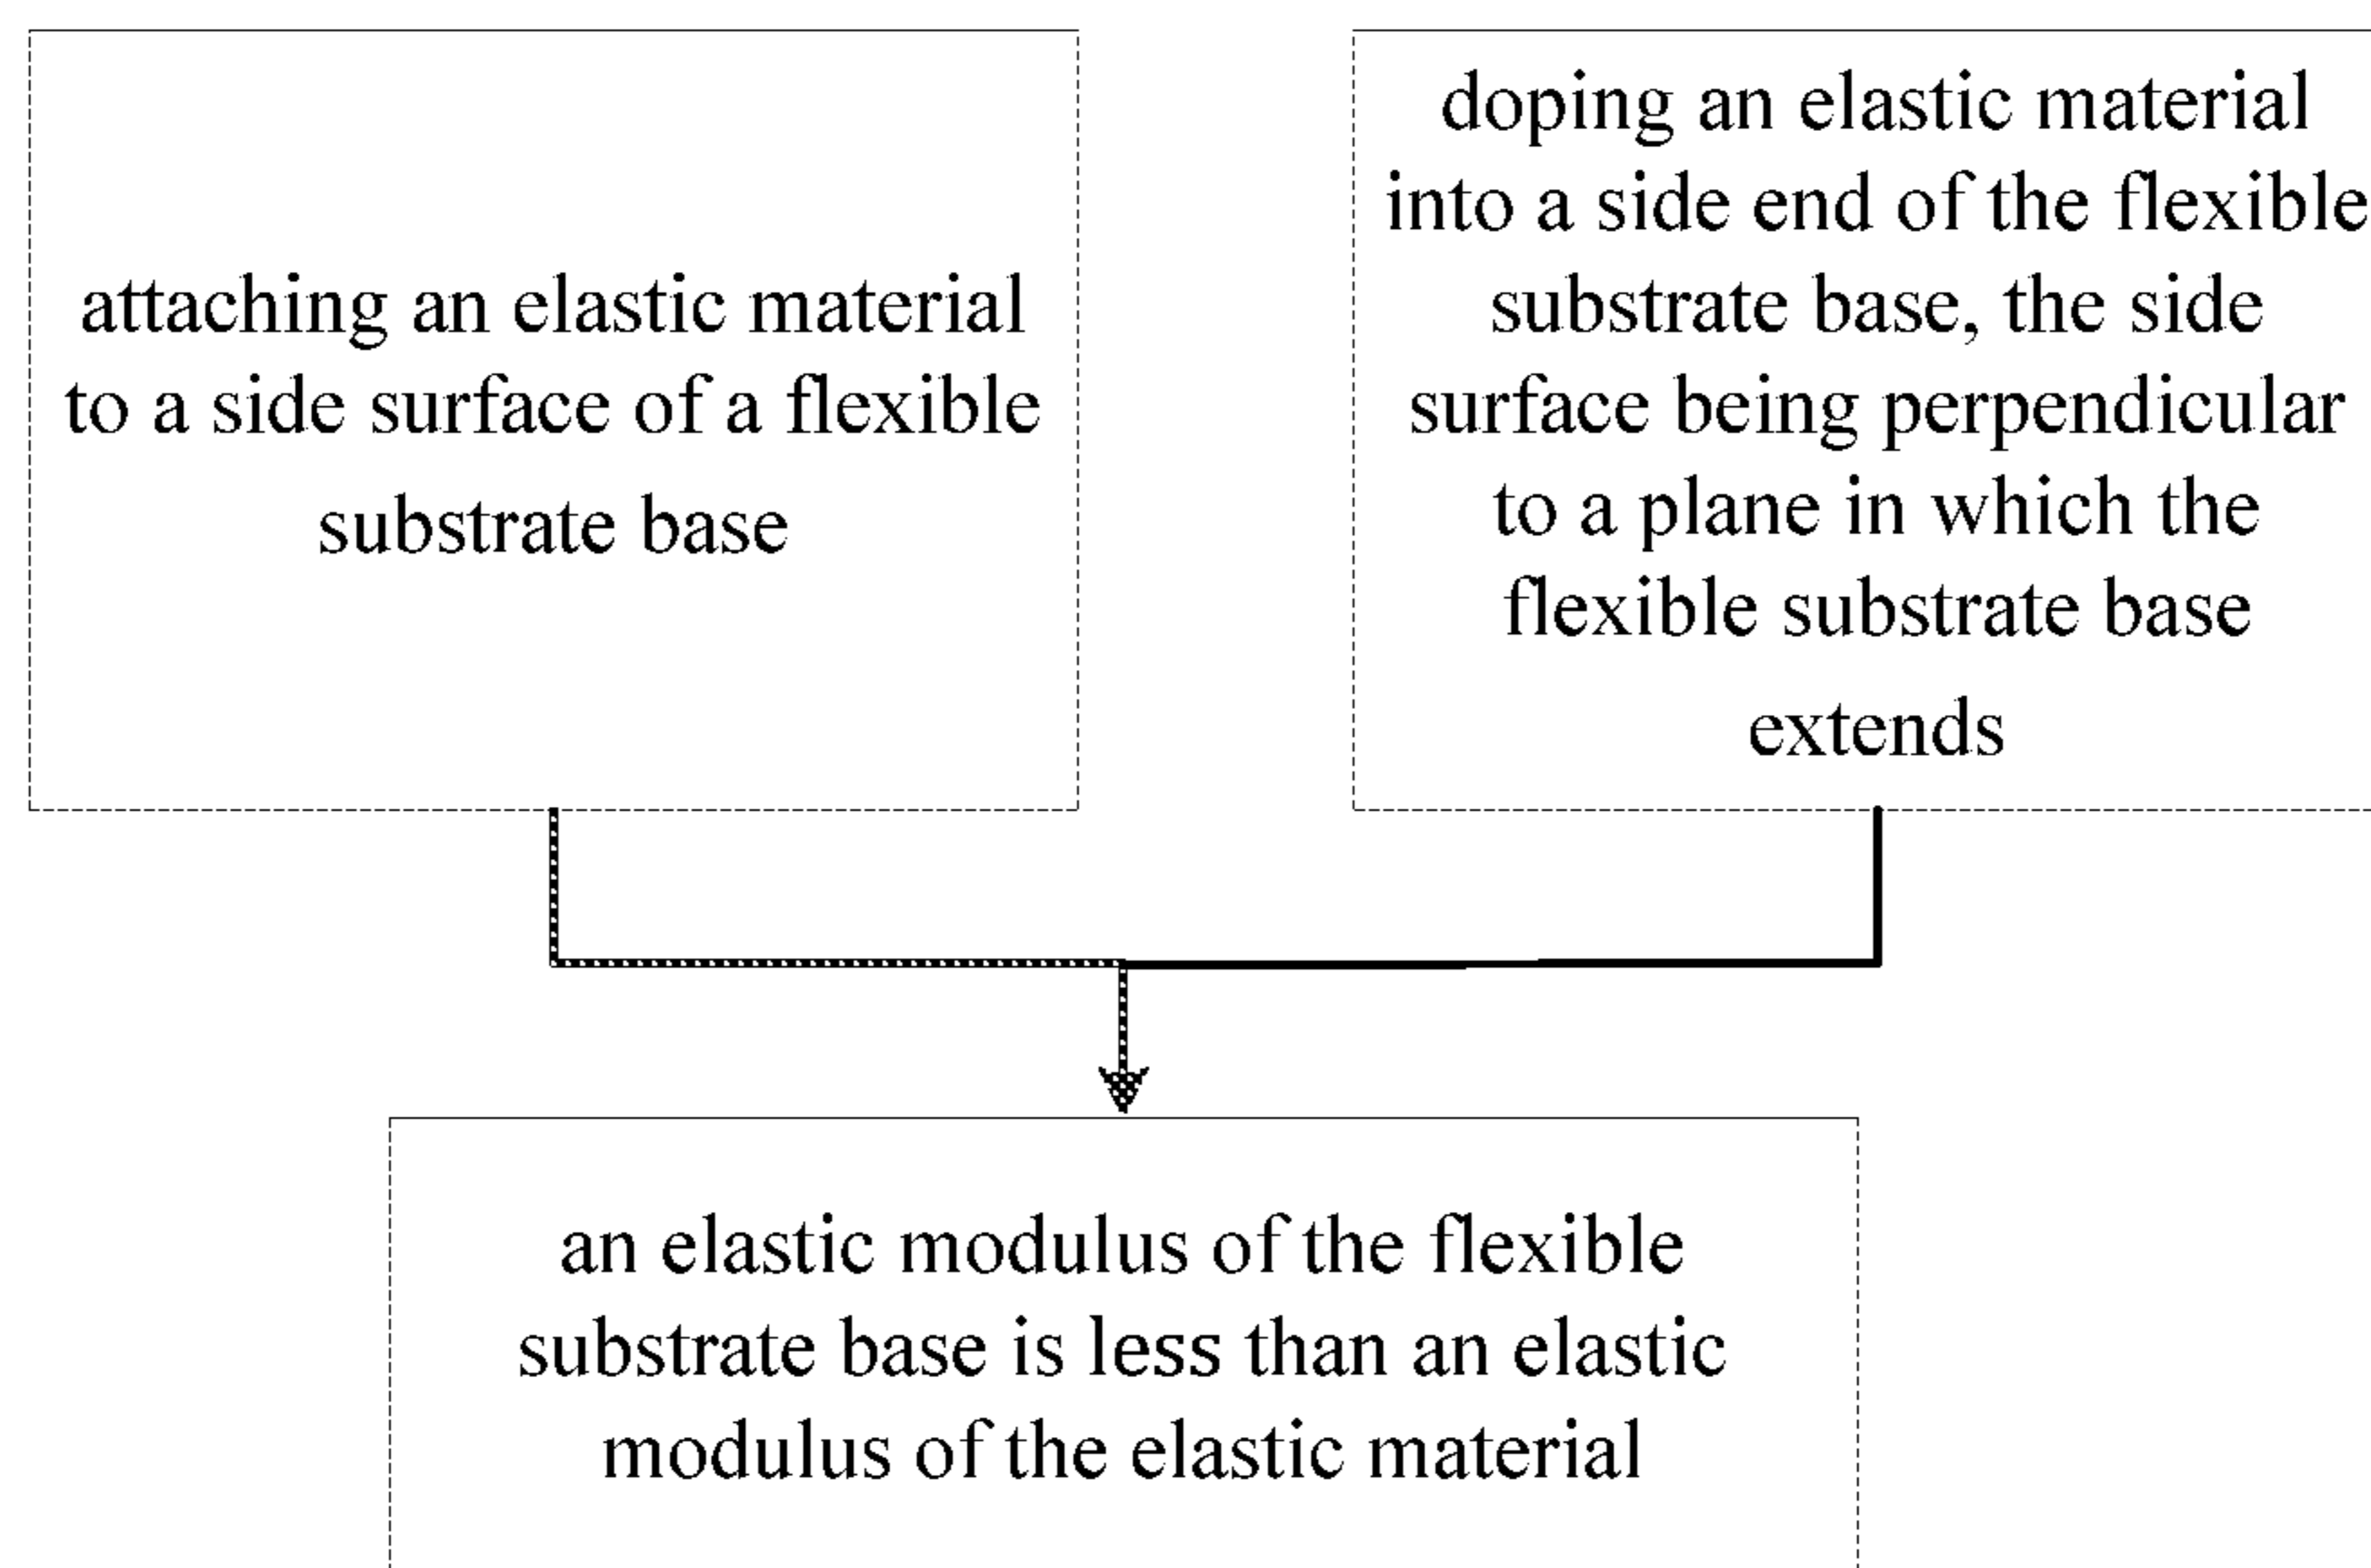 attaching an elastic material
to a side surface of a flexible
substrate base
doping an elastic material
into a side end of the flexible
substrate base, the side
surface being perpendicular
to a plane in which the
flexible substrate base
extends
an elastic modulus of the flexible
substrate base is less than an elastic
modulus of the elastic material